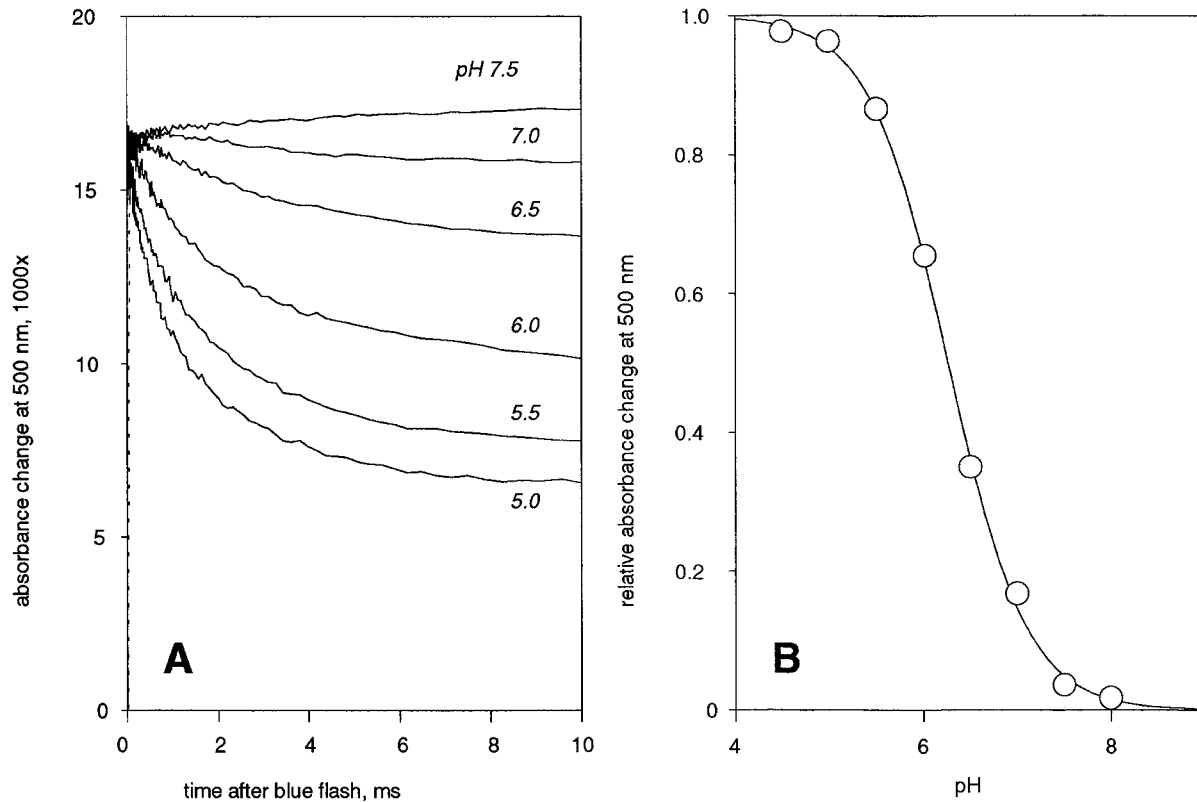 absorbance change at 500 nm, 1000x
20
15
10
5
0
pH 7.5
7.0
6.5
6.0
5.5
5.0
A
0 2 4 6 8 10
time after blue flash, ms
relative absorbance change at 500 nm
1.0
0.8
0.6
0.4
0.2
0
B
4 6 8
pH